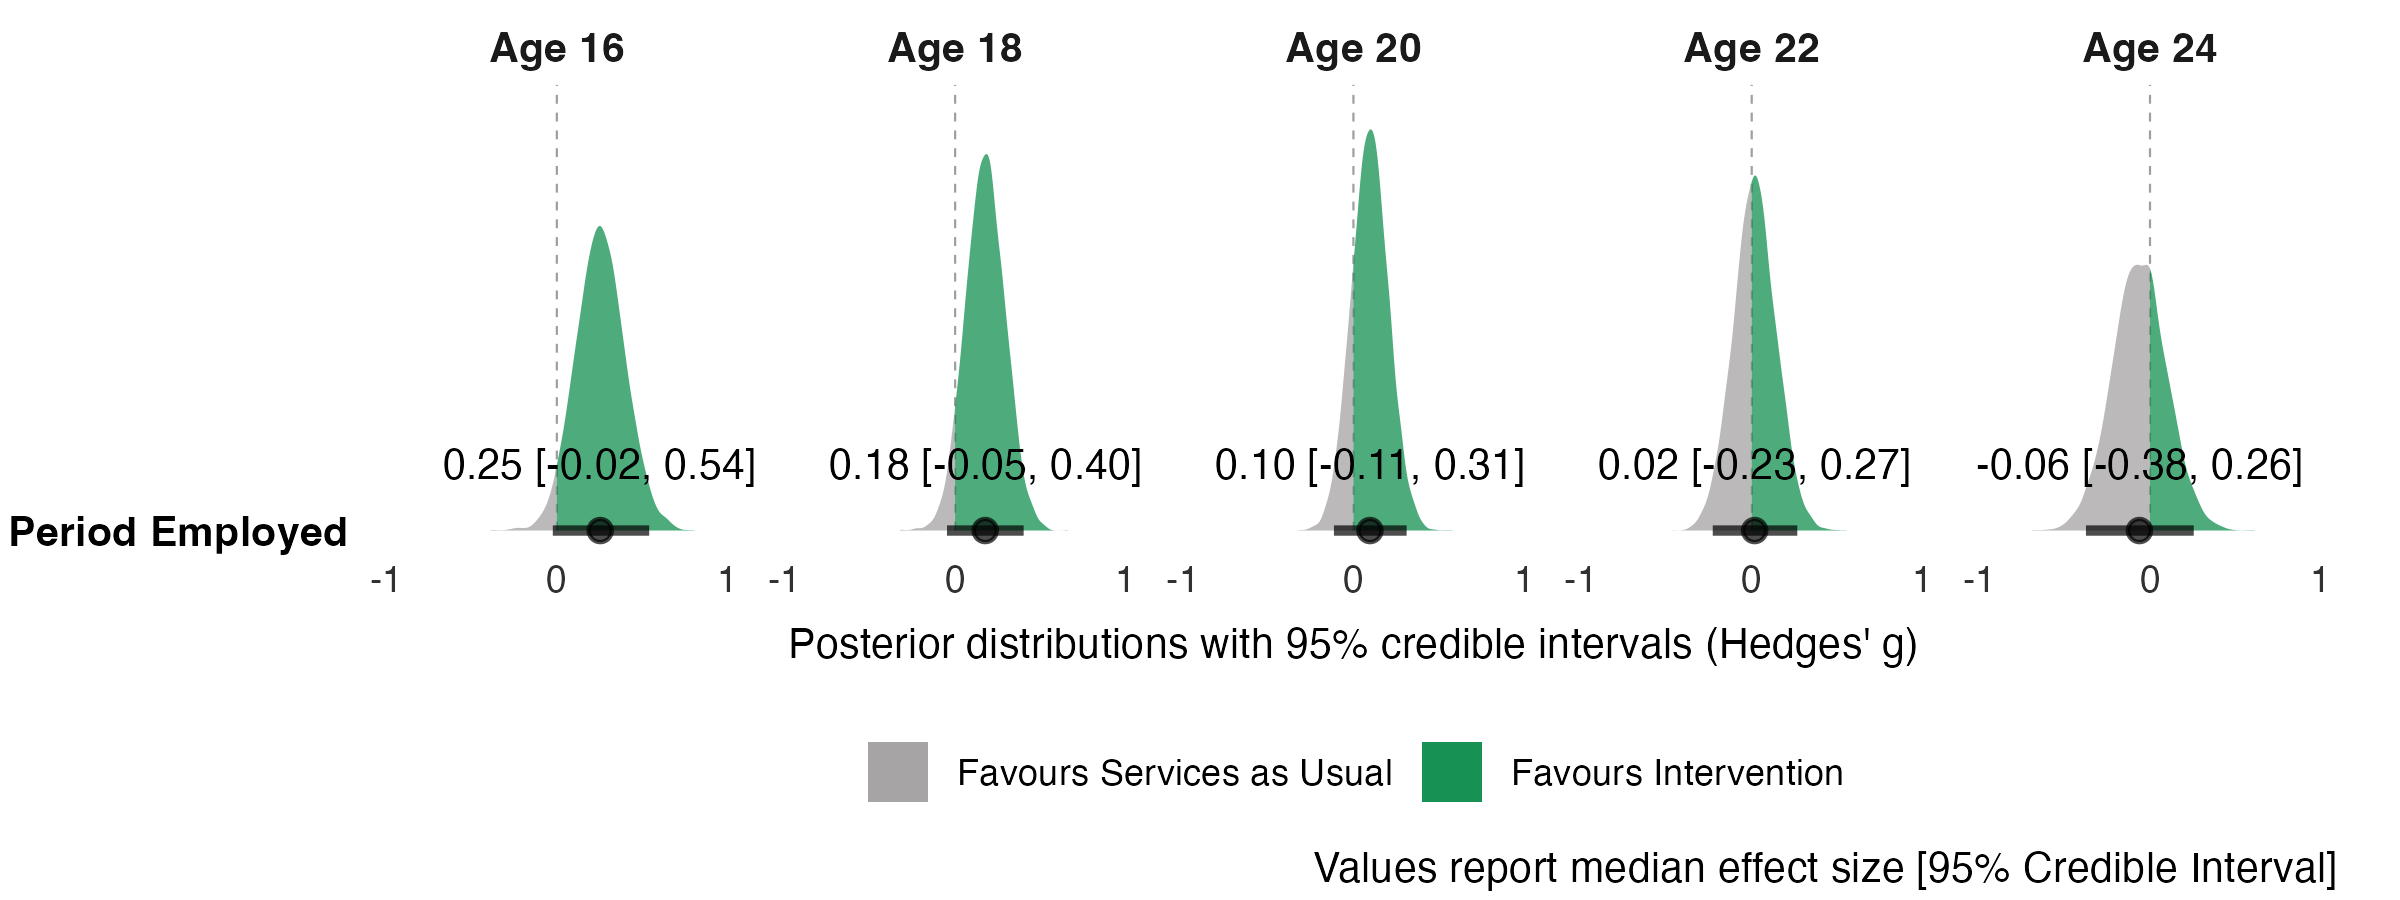 Age 16 Age 18 Age 20 Age 22 Age 24
0.25 [-0.02, 0.54] 0.18 [-0.05, 0.40] 0.10 [-0.11, 0.31] 0.02 [-0.23, 0.27] -0.06 [-0.38, 0.26]
Period Employed
-1 0 1 -1 0 1 -1 0 1 -1 0 1 -1 0 1
Posterior distributions with 95% credible intervals (Hedges' g)
Favours Services as Usual Favours Intervention
Values report median effect size [95% Credible Interval]